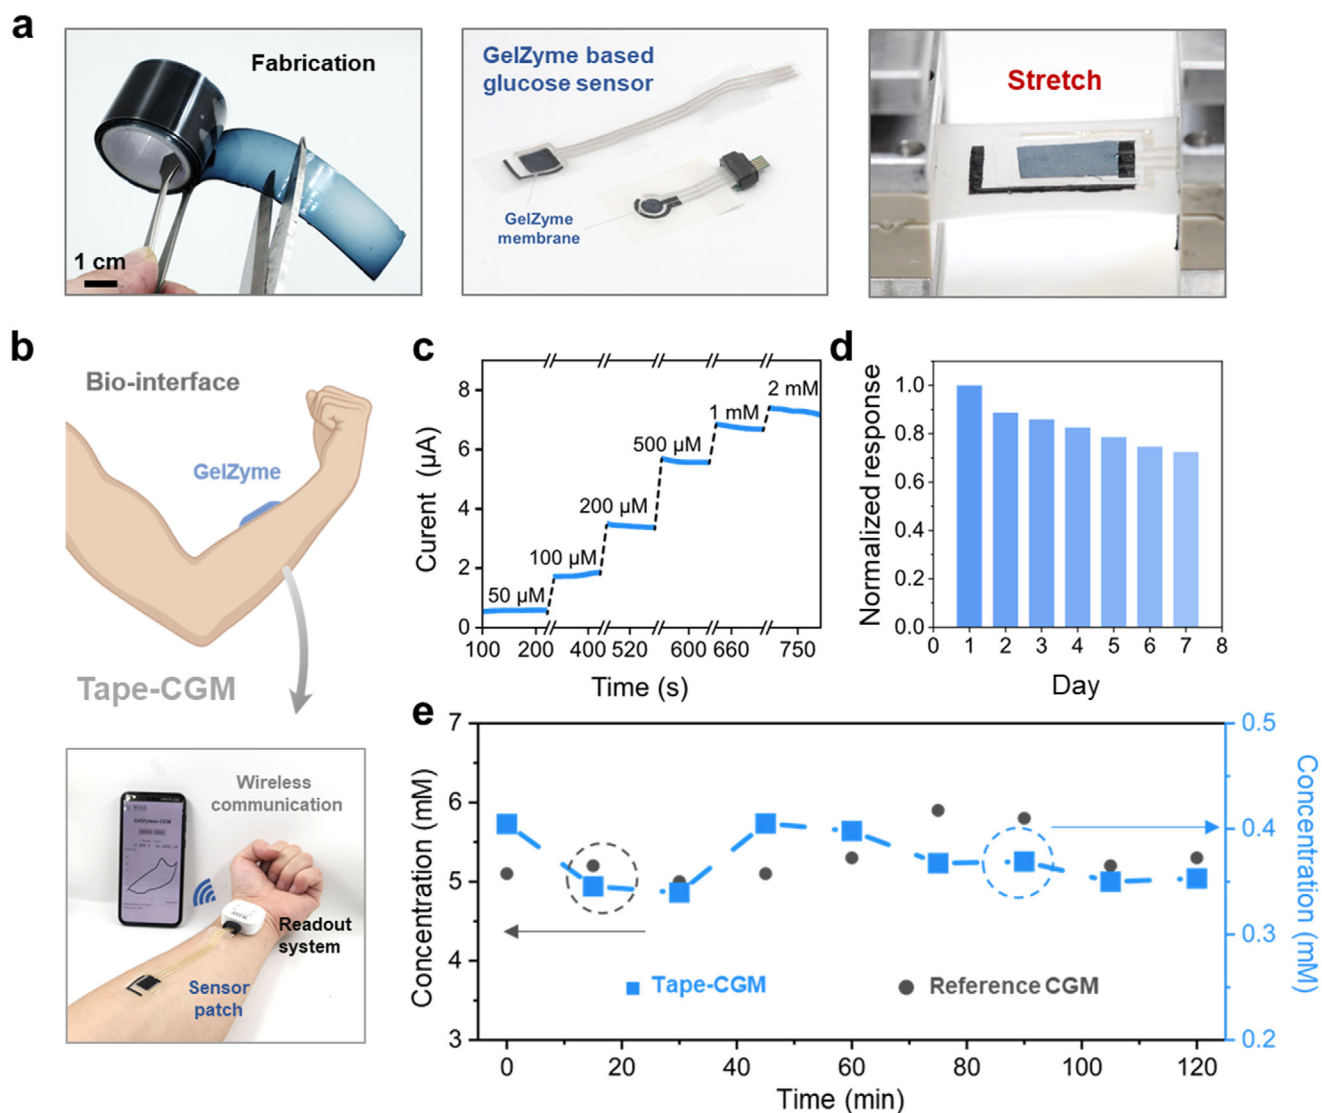 a
Fabrication
1 cm
GelZyme based
glucose sensor
GelZyme
membrane
Stretch
b
Bio-interface
GelZyme
Tape-CGM
Wireless
communication
GelZymes CGM
Readout
system
Sensor
patch
c
Curent (µA)
8
6
4
2
0
50 µM
100 µM
200 µM
500 µM
1 mM
2 mM
100 200 400 520 600 660 750
Time (s)
d
Normalized response
1.0
0.8
0.6
0.4
0.2
0.0
0 1 2 3 4 5 6 7 8
Day
e
Concentration (mM)
7
6
5
4
3
0.5
0.4
0.3
0.2
Concentration (mM)
Tape-CGM
Reference CGM
0 20 40 60 80 100 120
Time (min)